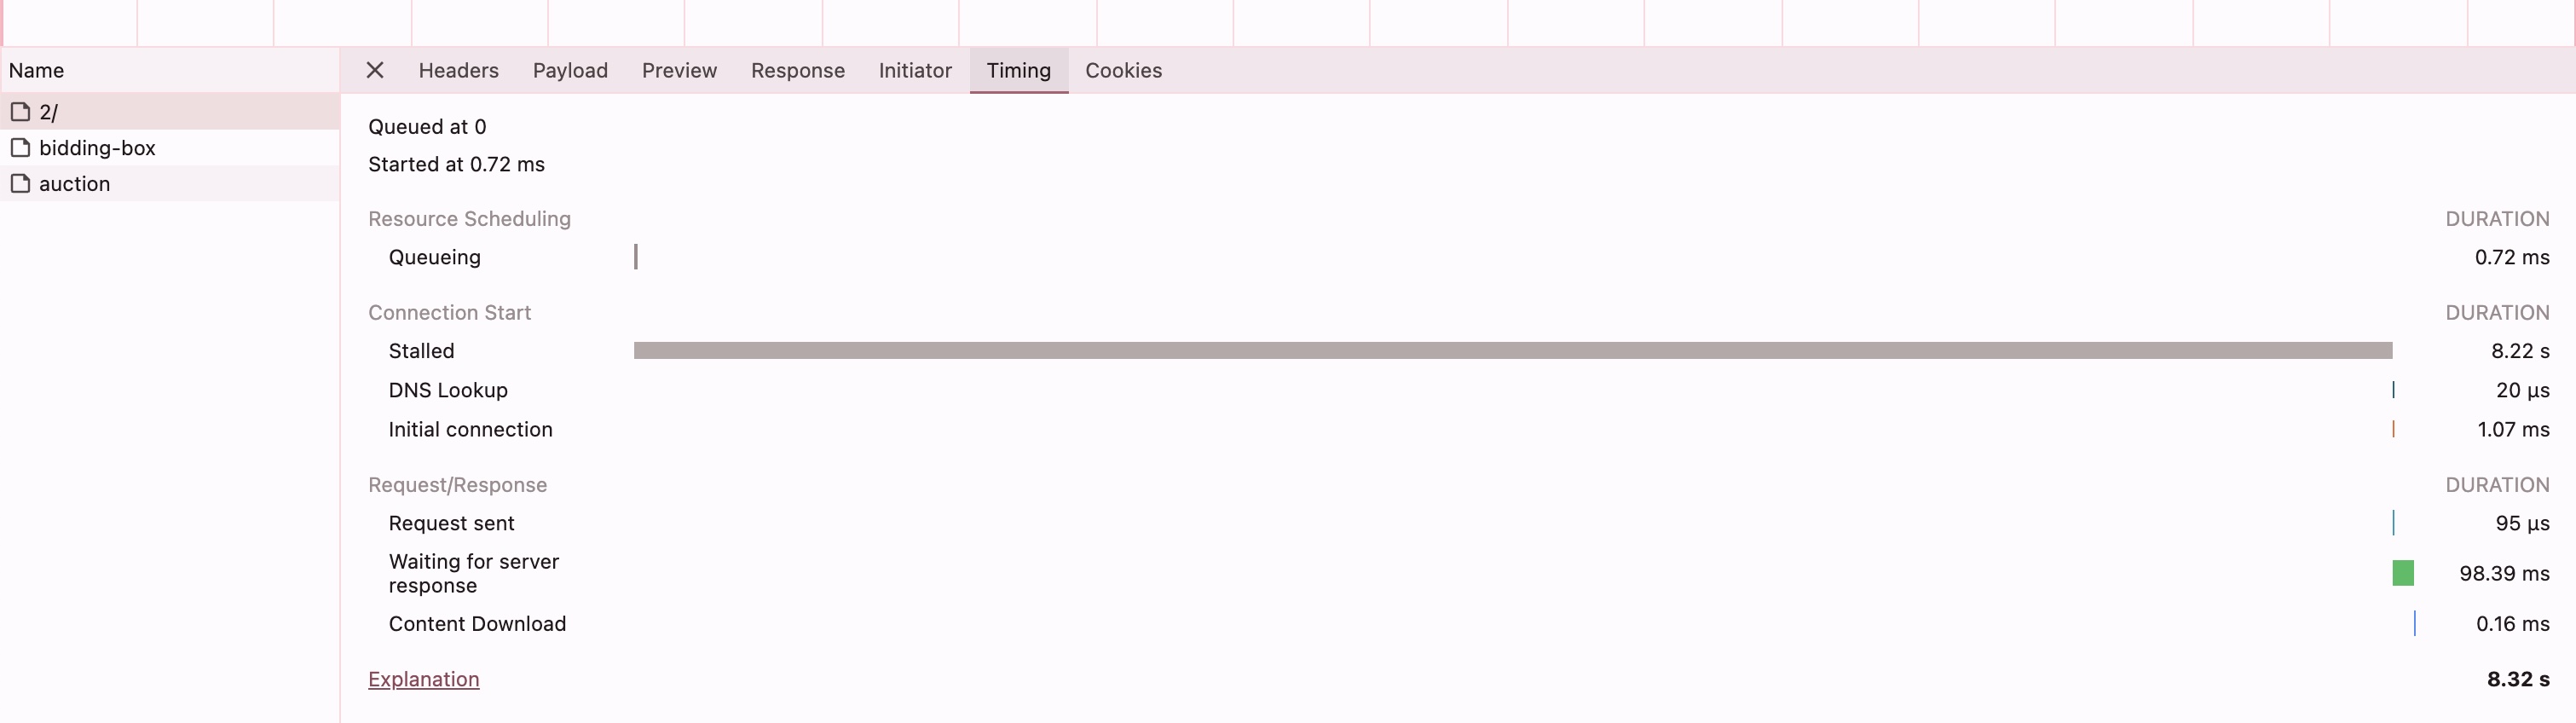 Name
Headers Payload Preview Response Initiator Timing Cookies
2/
bidding-box
auction
Queued at 0
Started at 0.72 ms
Resource Scheduling DURATION
Queueing 0.72 ms
Connection Start DURATION
Stalled 8.22 s
DNS Lookup 20 µs
Initial connection 1.07 ms
Request/Response DURATION
Request sent 95 µs
Waiting for server
response 98.39 ms
Content Download 0.16 ms
Explanation 8.32 s